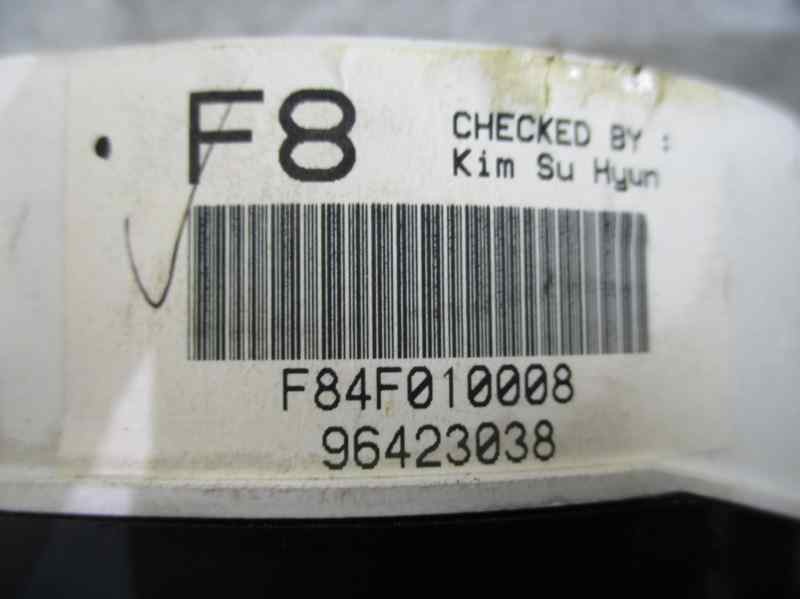 F8
CHECKED BY :
Kim Su Hyun
F84F010008
96423038